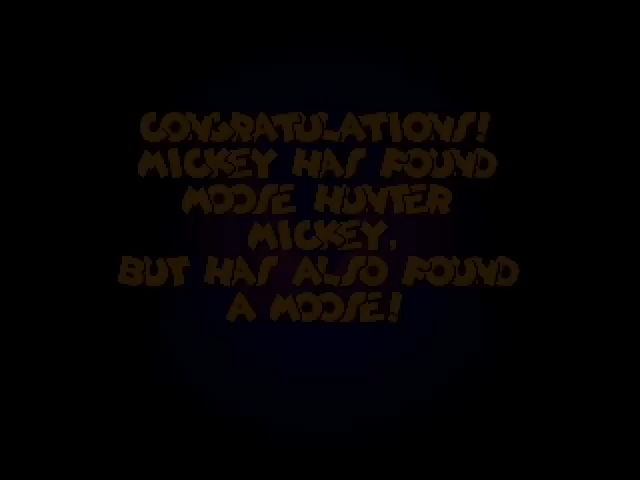 CONGRATULATIONS!
MICKEY HAS FOUND
MOOSE HUNTER
MICKEY,
BUT HAS ALSO FOUND
A MOOSE!